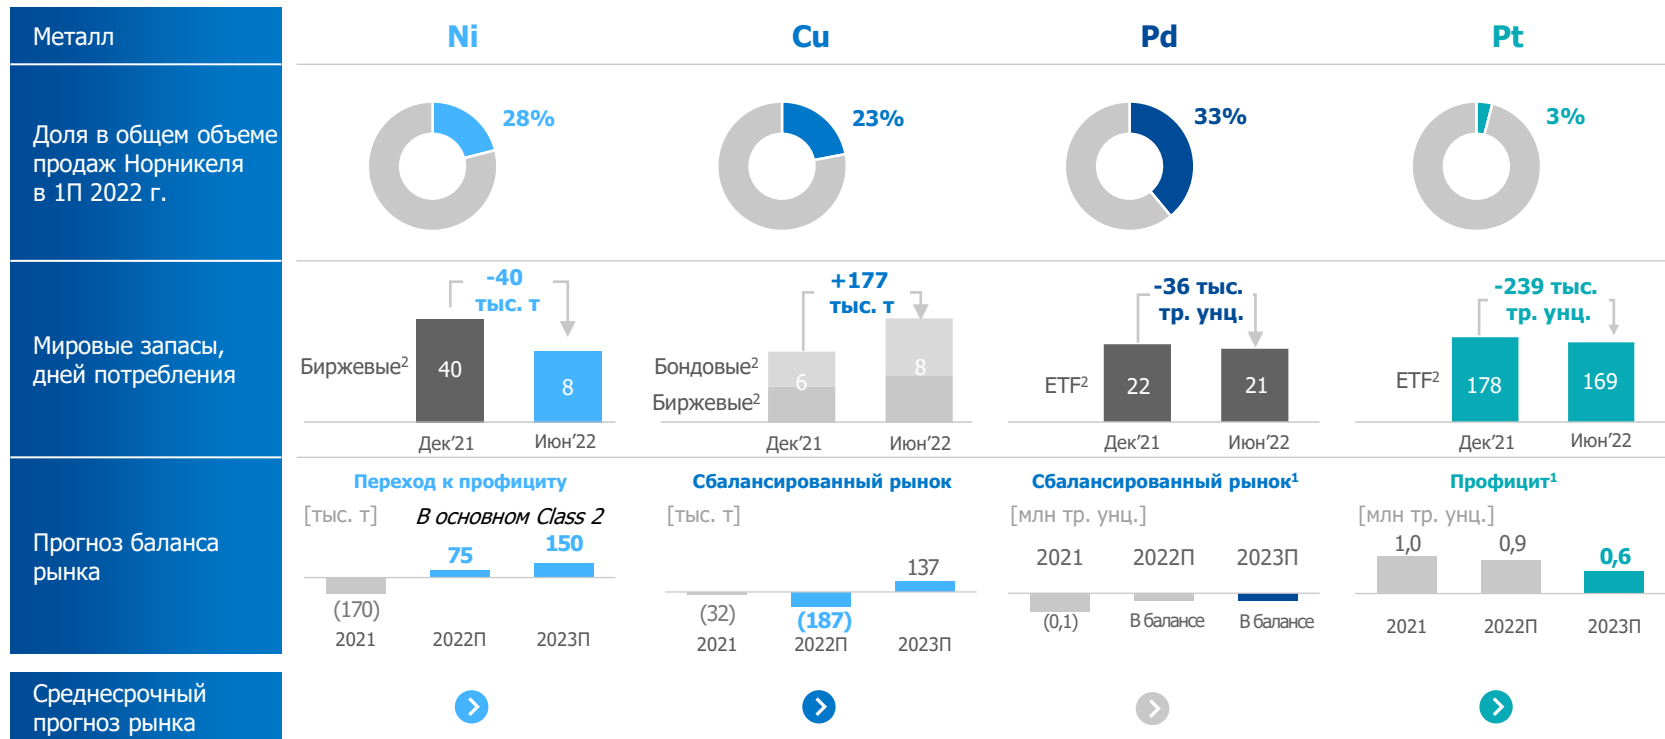 Металл
Ni
Cu
Pd
Pt
Доля в общем объеме
продаж Норникеля
в 1П 2022 г.
28%
23%
33%
3%
Мировые запасы,
дней потребления
-40
тыс. т
Биржевые²
40
8
Дек’21
Июн’22
+177
тыс. т
Бондовые²
Биржевые²
6
8
Дек’21
Июн’22
-36 тыс.
тр. унц.
ETF²
22
21
Дек’21
Июн’22
-239 тыс.
тр. унц.
ETF²
178
169
Дек’21
Июн’22
Прогноз баланса
рынка
Переход к профициту
[тыс. т]
В основном Class 2
75
150
(170)
2021
2022П
2023П
Сбалансированный рынок
[тыс. т]
137
(32)
(187)
2021
2022П
2023П
Сбалансированный рынок¹
[млн тр. унц.]
2021
2022П
2023П
(0,1)
В балансе
В балансе
Профицит¹
[млн тр. унц.]
1,0
0,9
0,6
2021
2022П
2023П
Среднесрочный
прогноз рынка